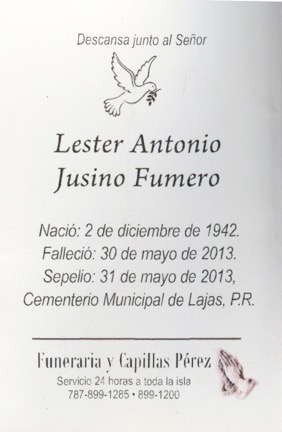 Descansa junto al Señor
Lester Antonio
Jusino Fumero
Nació: 2 de diciembre de 1942.
Falleció: 30 de mayo de 2013.
Sepelio: 31 de mayo de 2013,
Cementerio Municipal de Lajas, P.R.
Funeraria y Capillas Pérez
Servicio 24 horas a toda la isla
787-899-1285 • 899-1200